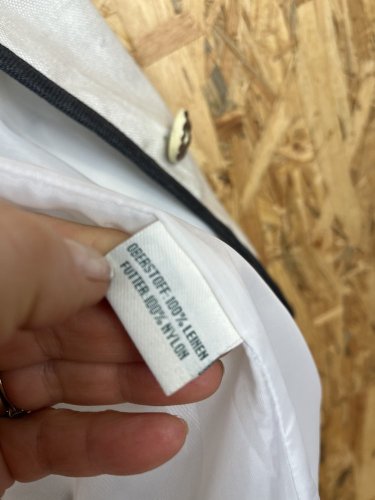 OBERSTOFF: 100% LEINEN
FUTTER: 100% NYLON